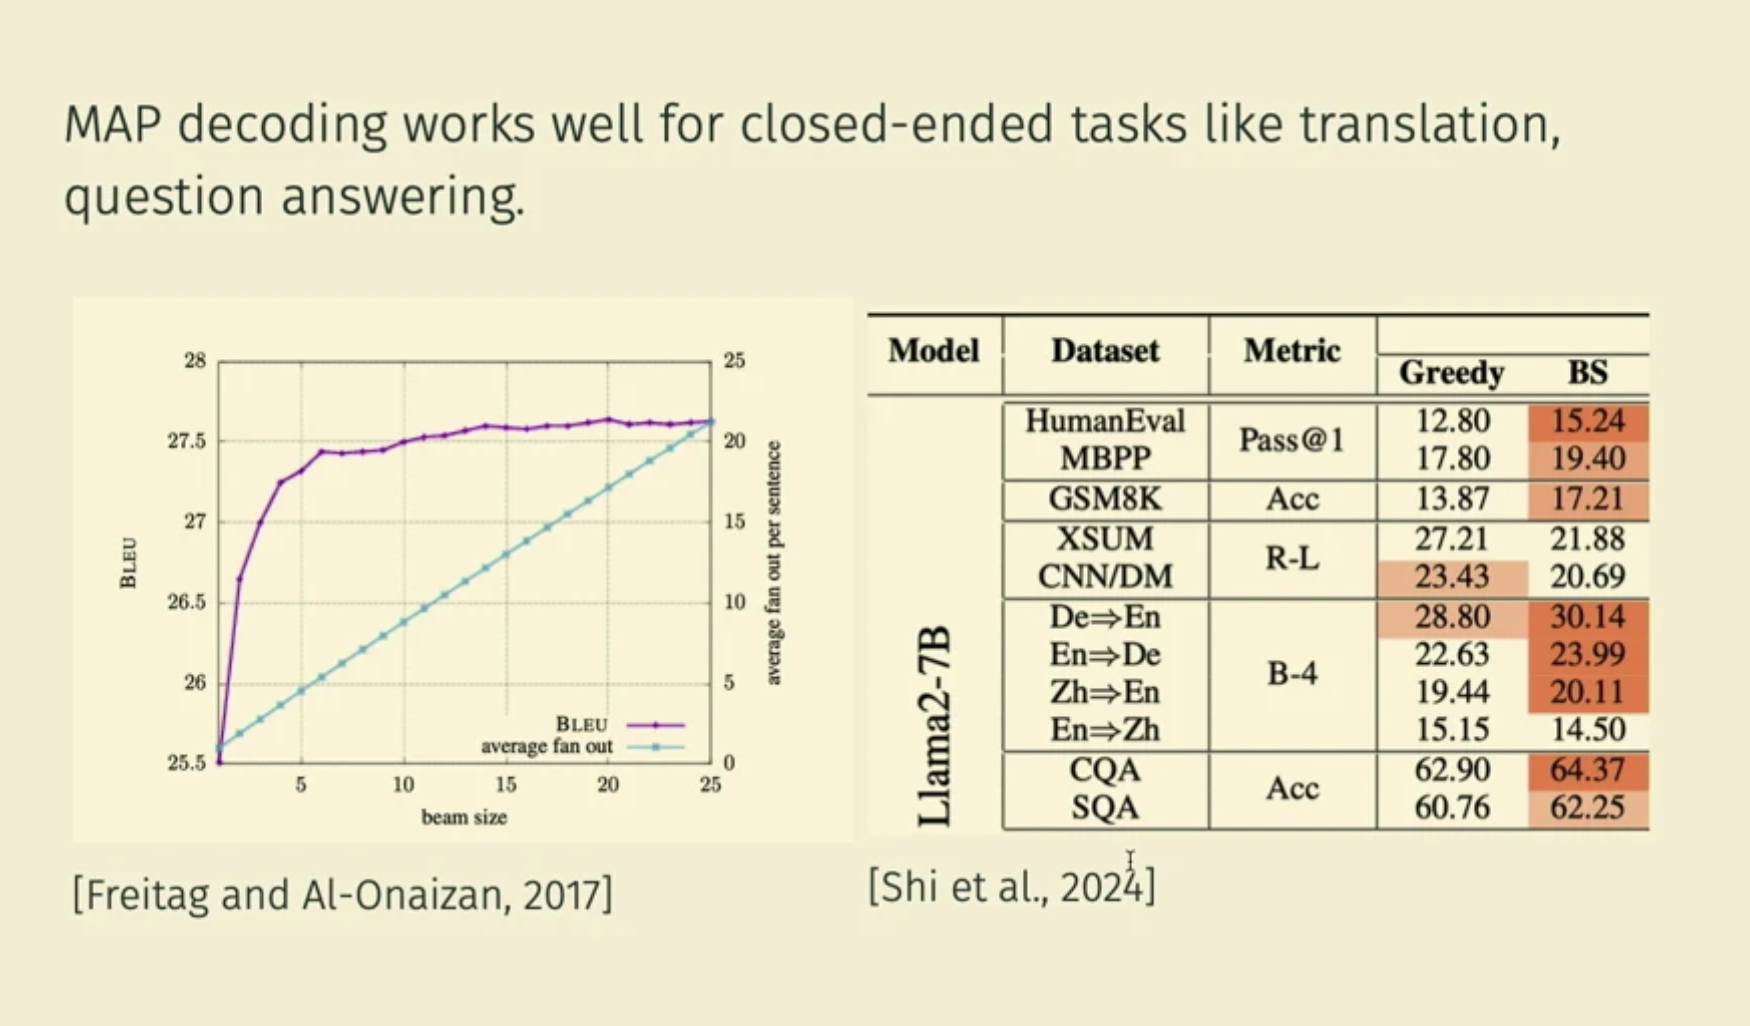 MAP decoding works well for closed-ended tasks like translation,
question answering.
28
27.5
27
26.5
26
25.5
BLEU
25
20
15
10
5
0
average fan out per sentence
BLEU
average fan out
5 10 15 20 25
beam size
[Freitag and Al-Onaizan, 2017]
Model Dataset Metric
Greedy BS
Llama2-7B
HumanEval Pass@1 12.80 15.24
MBPP 17.80 19.40
GSM8K Acc 13.87 17.21
XSUM R-L 27.21 21.88
CNN/DM 23.43 20.69
De⇒En B-4 28.80 30.14
En⇒De 22.63 23.99
Zh⇒En 19.44 20.11
En⇒Zh 15.15 14.50
CQA Acc 62.90 64.37
SQA 60.76 62.25
[Shi et al., 2024]